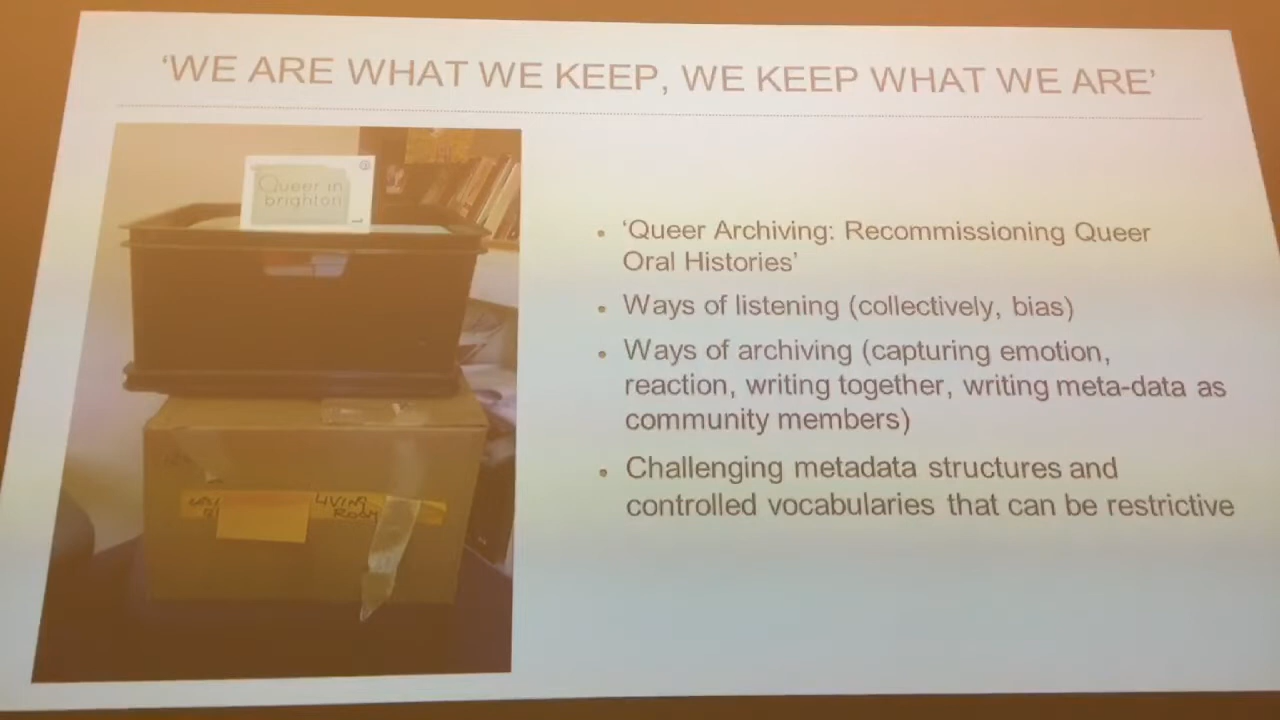 ‘WE ARE WHAT WE KEEP, WE KEEP WHAT WE ARE’
Queer in
brighton
LIVING
ROOM
• ‘Queer Archiving: Recommissioning Queer
Oral Histories’
• Ways of listening (collectively, bias)
• Ways of archiving (capturing emotion,
reaction, writing together, writing meta-data as
community members)
• Challenging metadata structures and
controlled vocabularies that can be restrictive